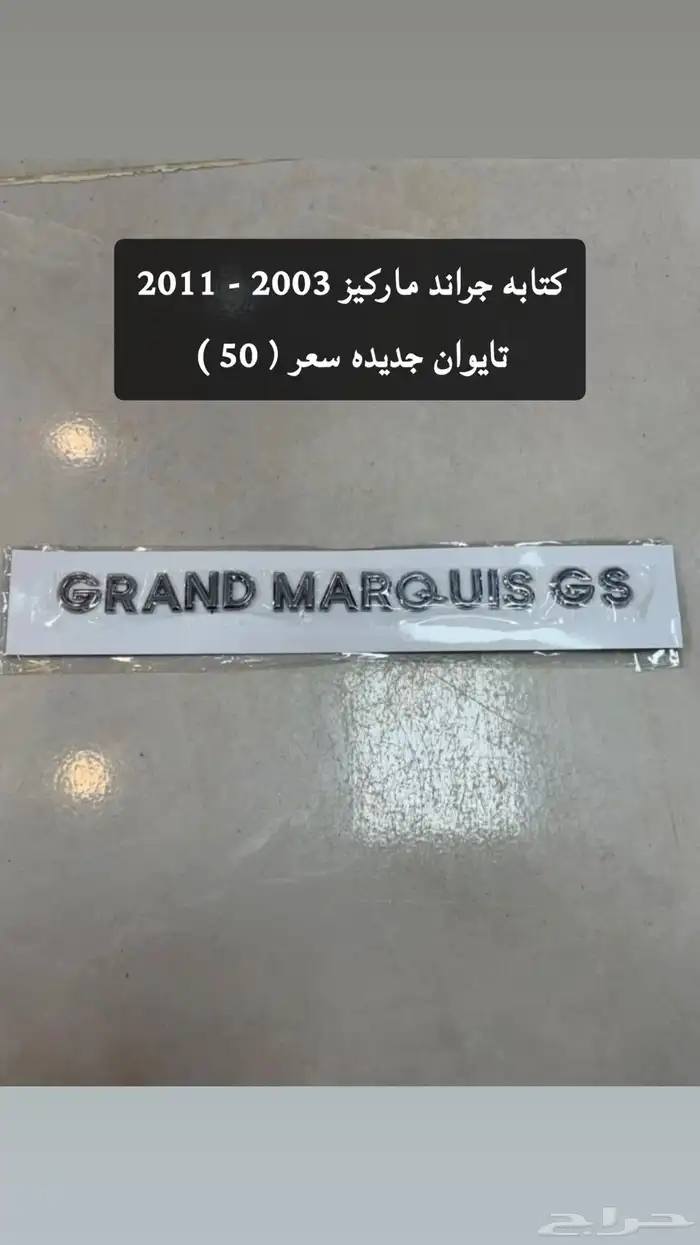 كتابه جراند ماركيز 2003 - 2011
تايوان جديده سعر ( 50 )
GRAND MARQUIS GS
حراج